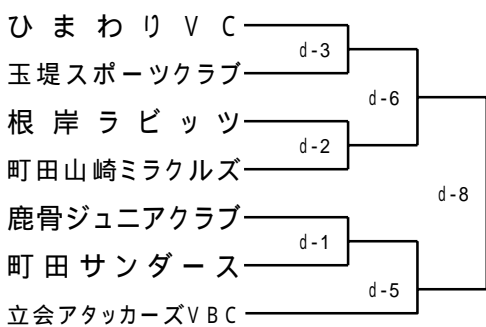 ひまわりVC
d-3
玉堤スポーツクラブ
d-6
根岸ラビッツ
d-2
町田山崎ミラクルズ
d-8
鹿骨ジュニアクラブ
d-1
町田サンダース
d-5
立会アタッカーズVBC